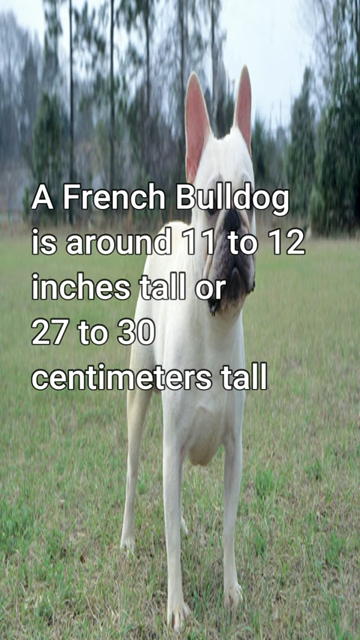 A French Bulldog
is around 11 to 12
inches tall or
27 to 30
centimeters tall